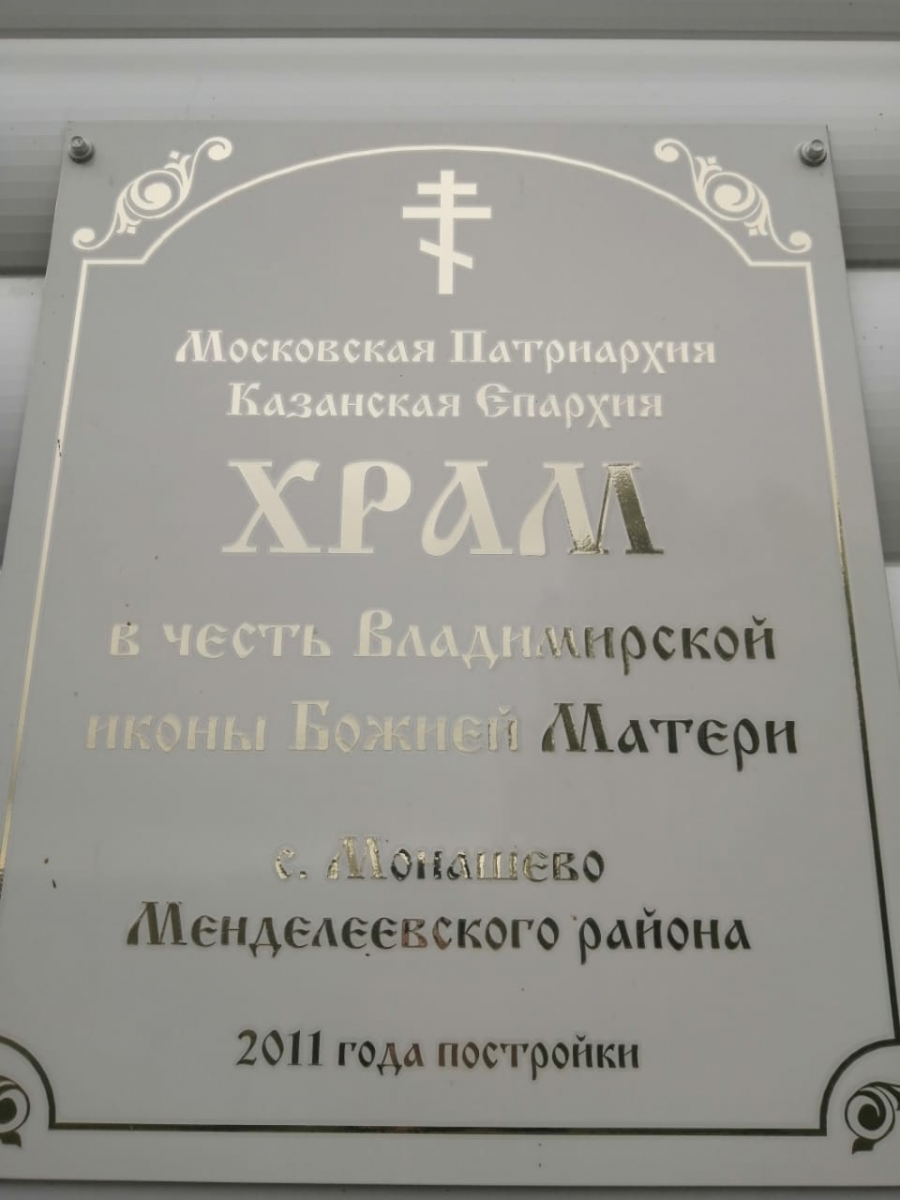 Московская Патриархия
Казанская Епархия
ХРАМ
в честь Владимирской
иконы Божией Матери
с. Монашево
Менделеевского района
2011 года постройки